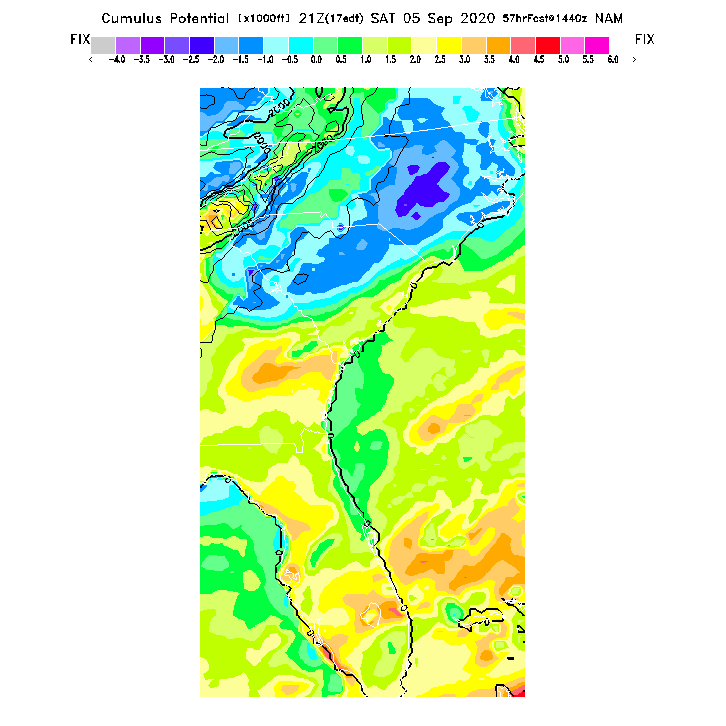 Cumulus Potential [x1000ft] 21Z(17edt) SAT 05 Sep 2020 57hrFcst@1440z NAM
FIX FIX
< -4.0 -3.5 -3.0 -2.5 -2.0 -1.5 -1.0 -0.5 0.0 0.5 1.0 1.5 2.0 2.5 3.0 3.5 4.0 4.5 5.0 5.5 6.0 >
2000
2000